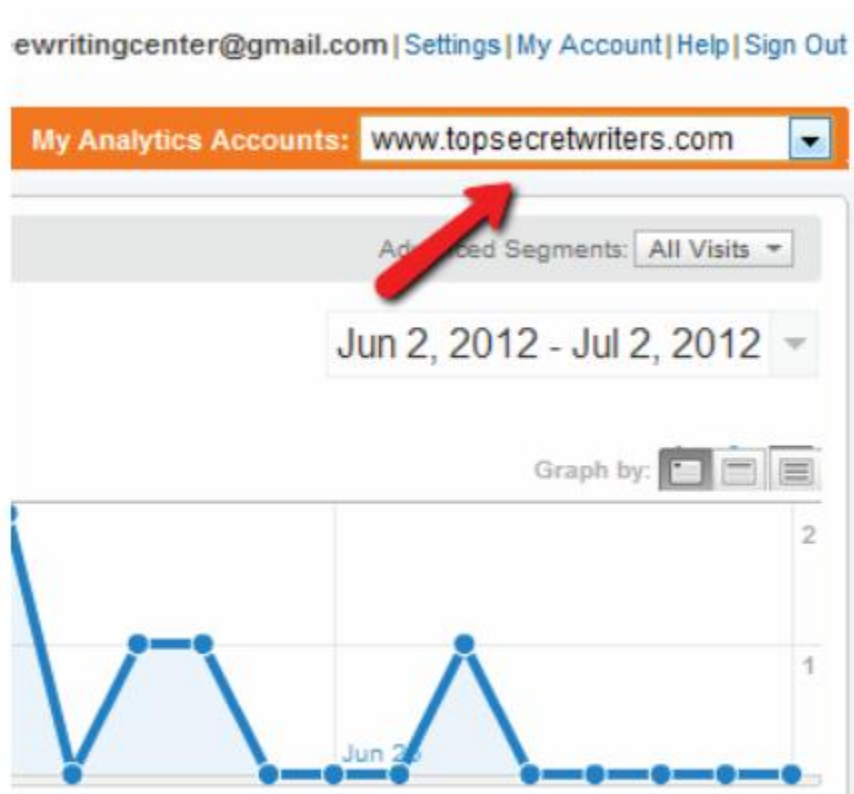 ewritingcenter@gmail.com | Settings | My Account | Help | Sign Out
My Analytics Accounts: www.topsecretwriters.com
Segments: All Visits
Jun 2, 2012 - Jul 2, 2012
Graph by:
2
1
Jun